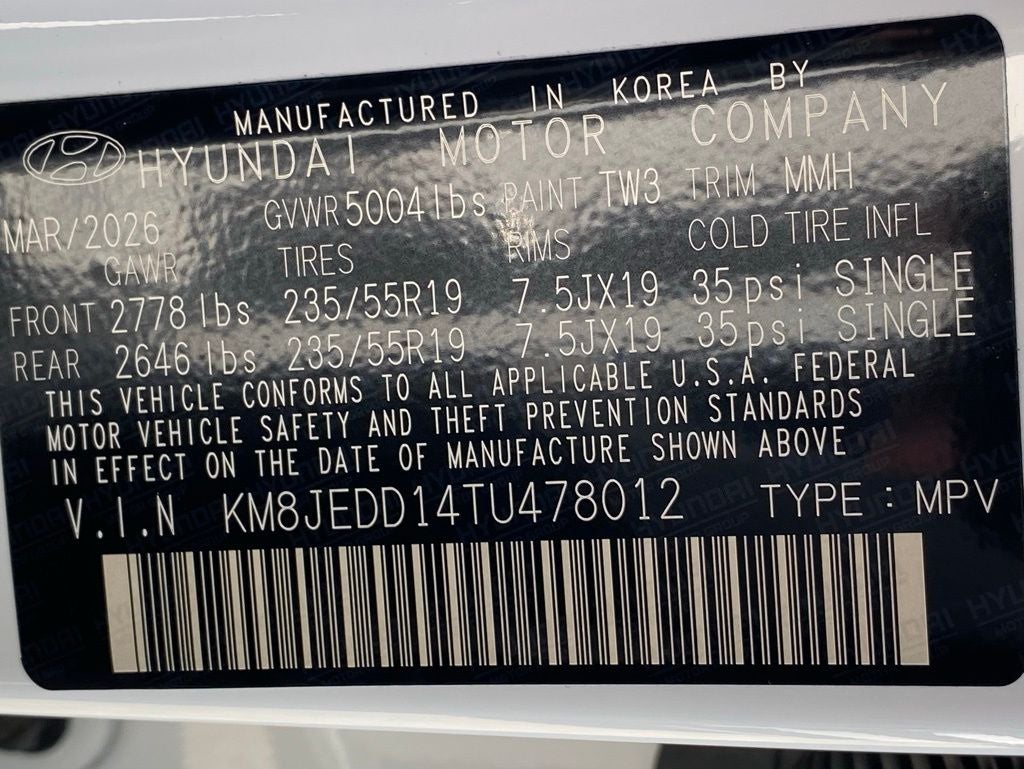 MANUFACTURED IN KOREA BY
HYUNDAI MOTOR COMPANY
MAR/2026 GVWR 5004 lbs PAINT TW3 TRIM MMH
GAWR TIRES RIMS COLD TIRE INFL
FRONT 2778 lbs 235/55R19 7.5JX19 35psi SINGLE
REAR 2646 lbs 235/55R19 7.5JX19 35psi SINGLE
THIS VEHICLE CONFORMS TO ALL APPLICABLE U.S.A. FEDERAL
MOTOR VEHICLE SAFETY AND THEFT PREVENTION STANDARDS
IN EFFECT ON THE DATE OF MANUFACTURE SHOWN ABOVE
V.I.N KM8JEDD14TU478012 TYPE : MPV